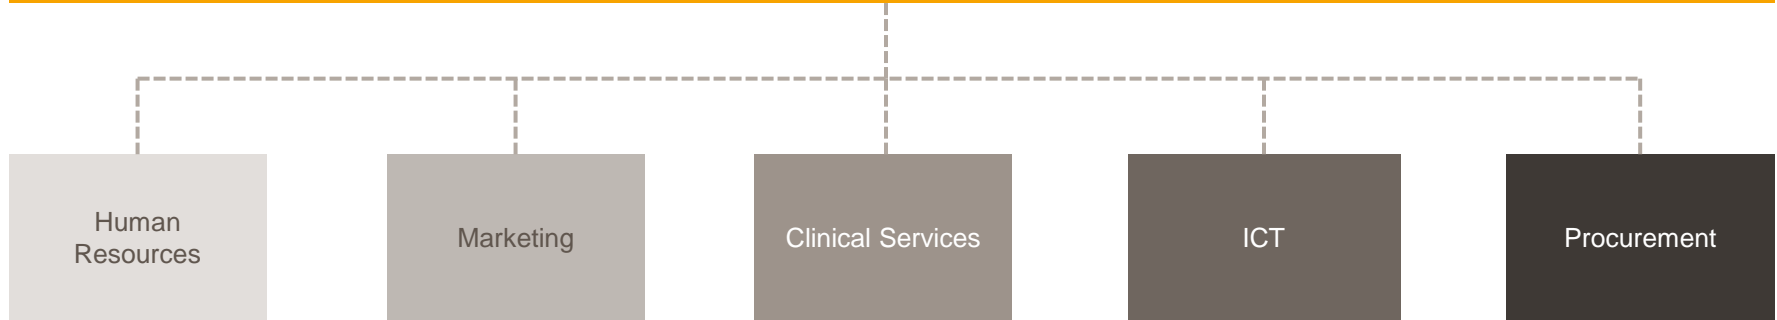 Human
Resources
Marketing
Clinical Services
ICT
Procurement